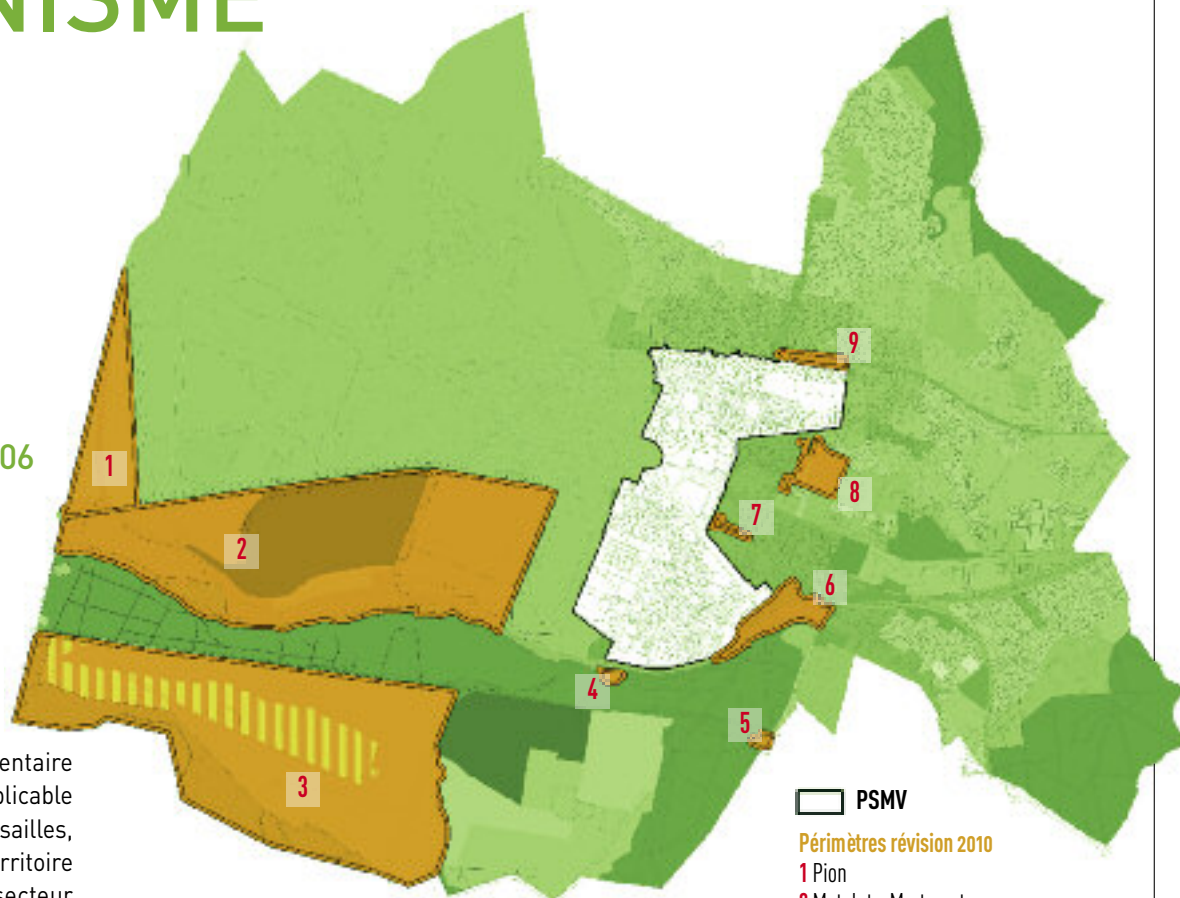 NISME
06
entaire
plicable
sailles,
rritoire
secteur
1
2
3
4
5
6
7
8
9
PSMV
Périmètres révision 2010
1 Pion